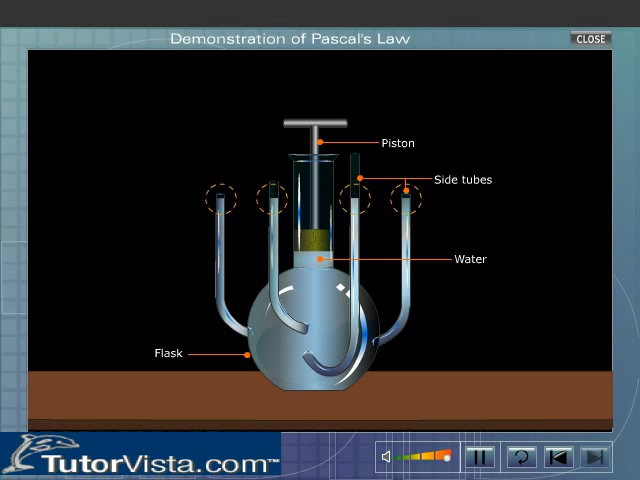 Demonstration of Pascal's Law
CLOSE
Piston
Side tubes
Water
Flask
TutorVista.com™